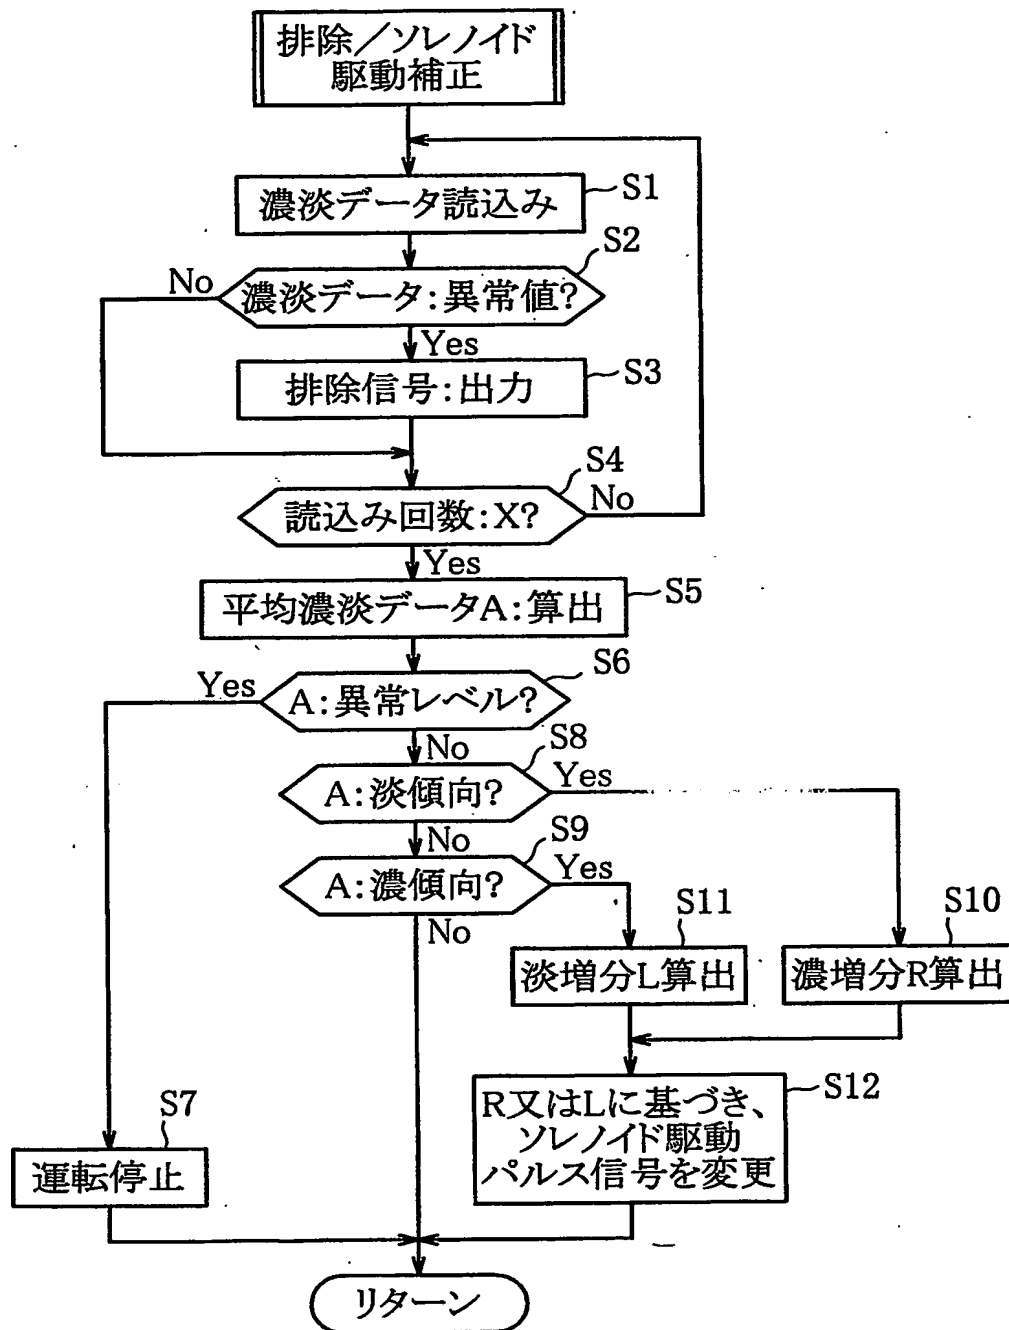 排除／ソレノイド
駆動補正
濃淡データ読込み
S1
S2
No
濃淡データ:異常値?
Yes
排除信号:出力
S3
S4
読込み回数:X?
No
Yes
平均濃淡データA:算出
S5
S6
Yes
A:異常レベル?
No
S8
A:淡傾向?
Yes
No
S9
A:濃傾向?
Yes
No
S11
S10
淡増分L算出
濃増分R算出
S7
運転停止
R又はLに基づき、
ソレノイド駆動
パルス信号を変更
S12
リターン